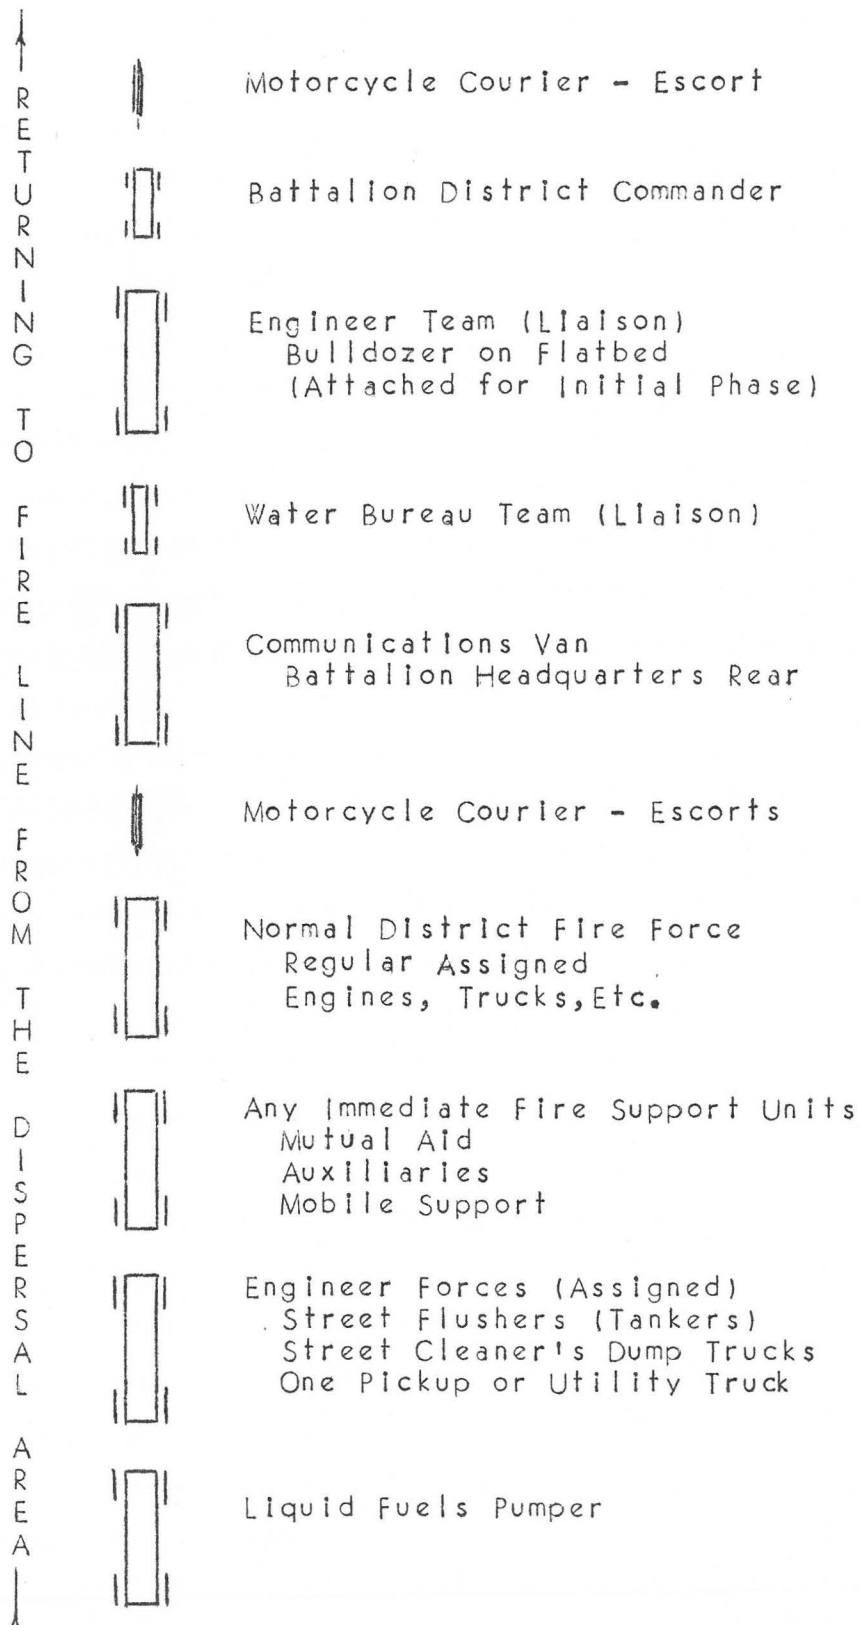 RETURNING TO FIRE LINE FROM THE DISPERSAL AREA
Motorcycle Courier - Escort
Battalion District Commander
Engineer Team (Liaison)
Bulldozer on Flatbed
(Attached for Initial Phase)
Water Bureau Team (Liaison)
Communications Van
Battalion Headquarters Rear
Motorcycle Courier - Escorts
Normal District Fire Force
Regular Assigned
Engines, Trucks,Etc.
Any Immediate Fire Support Units
Mutual Aid
Auxiliaries
Mobile Support
Engineer Forces (Assigned)
Street Flushers (Tankers)
Street Cleaner's Dump Trucks
One Pickup or Utility Truck
Liquid Fuels Pumper